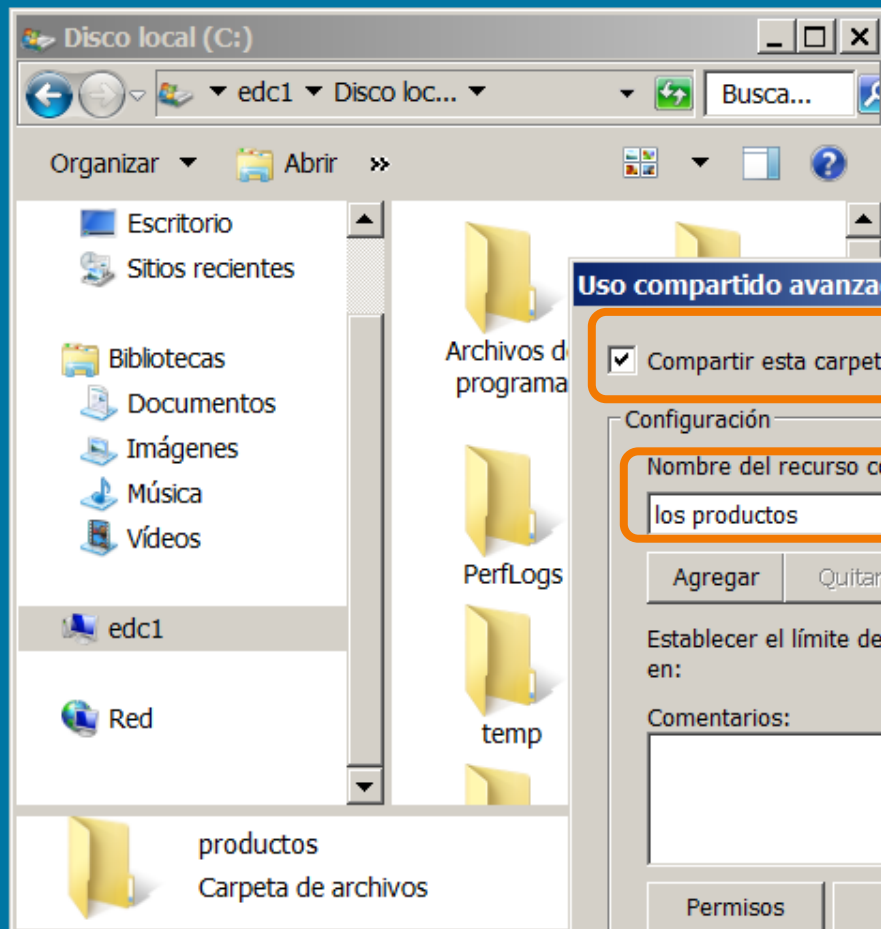 Disco local (C:)
edc1 Disco loc...
Busca...
Organizar
Abrir
Escritorio
Sitios recientes
Bibliotecas
Documentos
Imágenes
Música
Vídeos
edc1
Red
Archivos d
programa
PerfLogs
temp
Uso compartido avanza
Compartir esta carpet
Configuración
Nombre del recurso c
los productos
Agregar
Quitar
Establecer el límite de
en:
Comentarios:
Permisos
productos
Carpeta de archivos